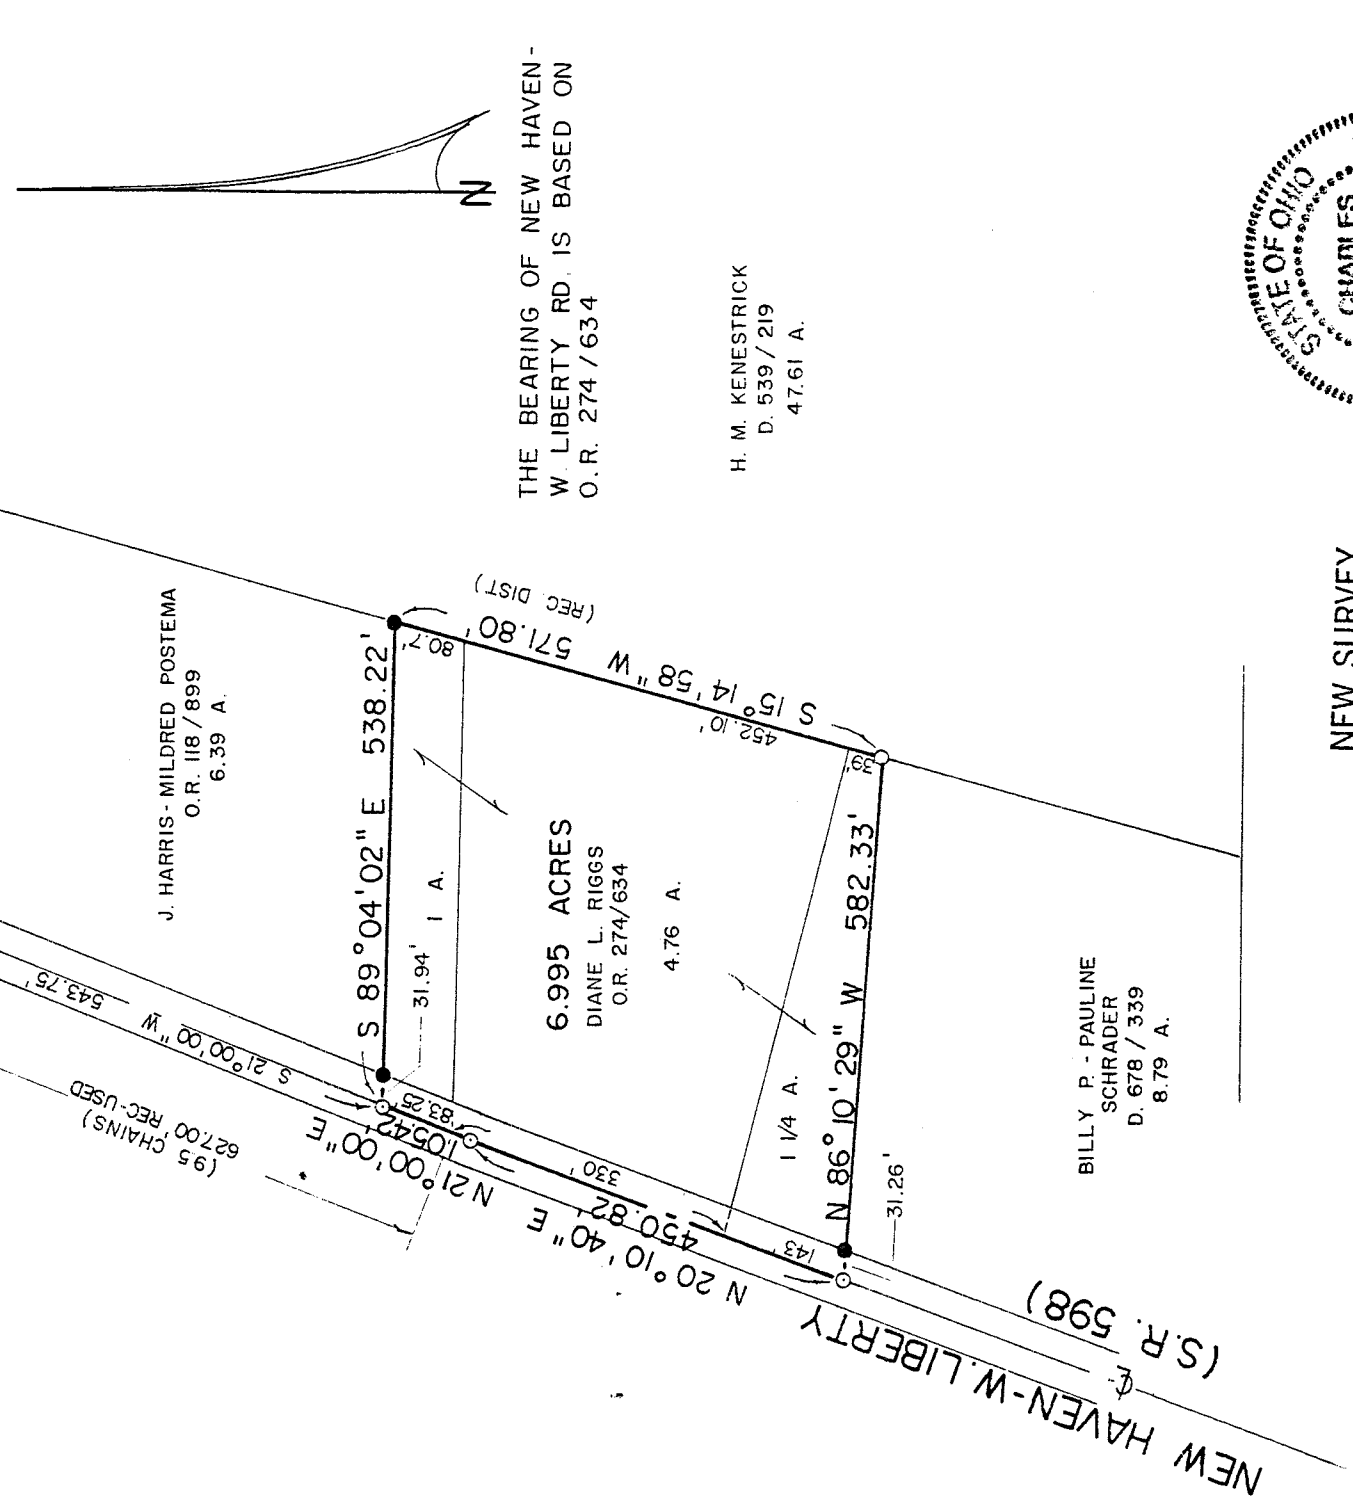 N
THE BEARING OF NEW HAVEN-
W. LIBERTY RD. IS BASED ON
O.R. 274/634
H. M. KENESTRICK
D. 539/219
47.61 A.
STATE OF OHIO
CHARLES
NEW SURVEY
J. HARRIS - MILDRED POSTEMA
O.R. 118/899
6.39 A.
S 89°04'02" E 538.22'
31.94'
1 A.
80.7'
(REC. DIST.)
S 15°14'58" W 571.80'
452.10'
39'
6.995 ACRES
DIANE L. RIGGS
O.R. 274/634
4.76 A.
1 1/4 A.
N 86°10'29" W 582.33'
31.26'
BILLY P. - PAULINE
SCHRADER
D. 678/339
8.79 A.
543.75'
S 21°00'00" W
627.00' REC-USED
(9.5 CHAINS)
83.25'
105.42'
N 21°00'00" E
330'
450.82'
N 20°10'40" E
143'
NEW HAVEN-W. LIBERTY
(S.R. 598)
℄